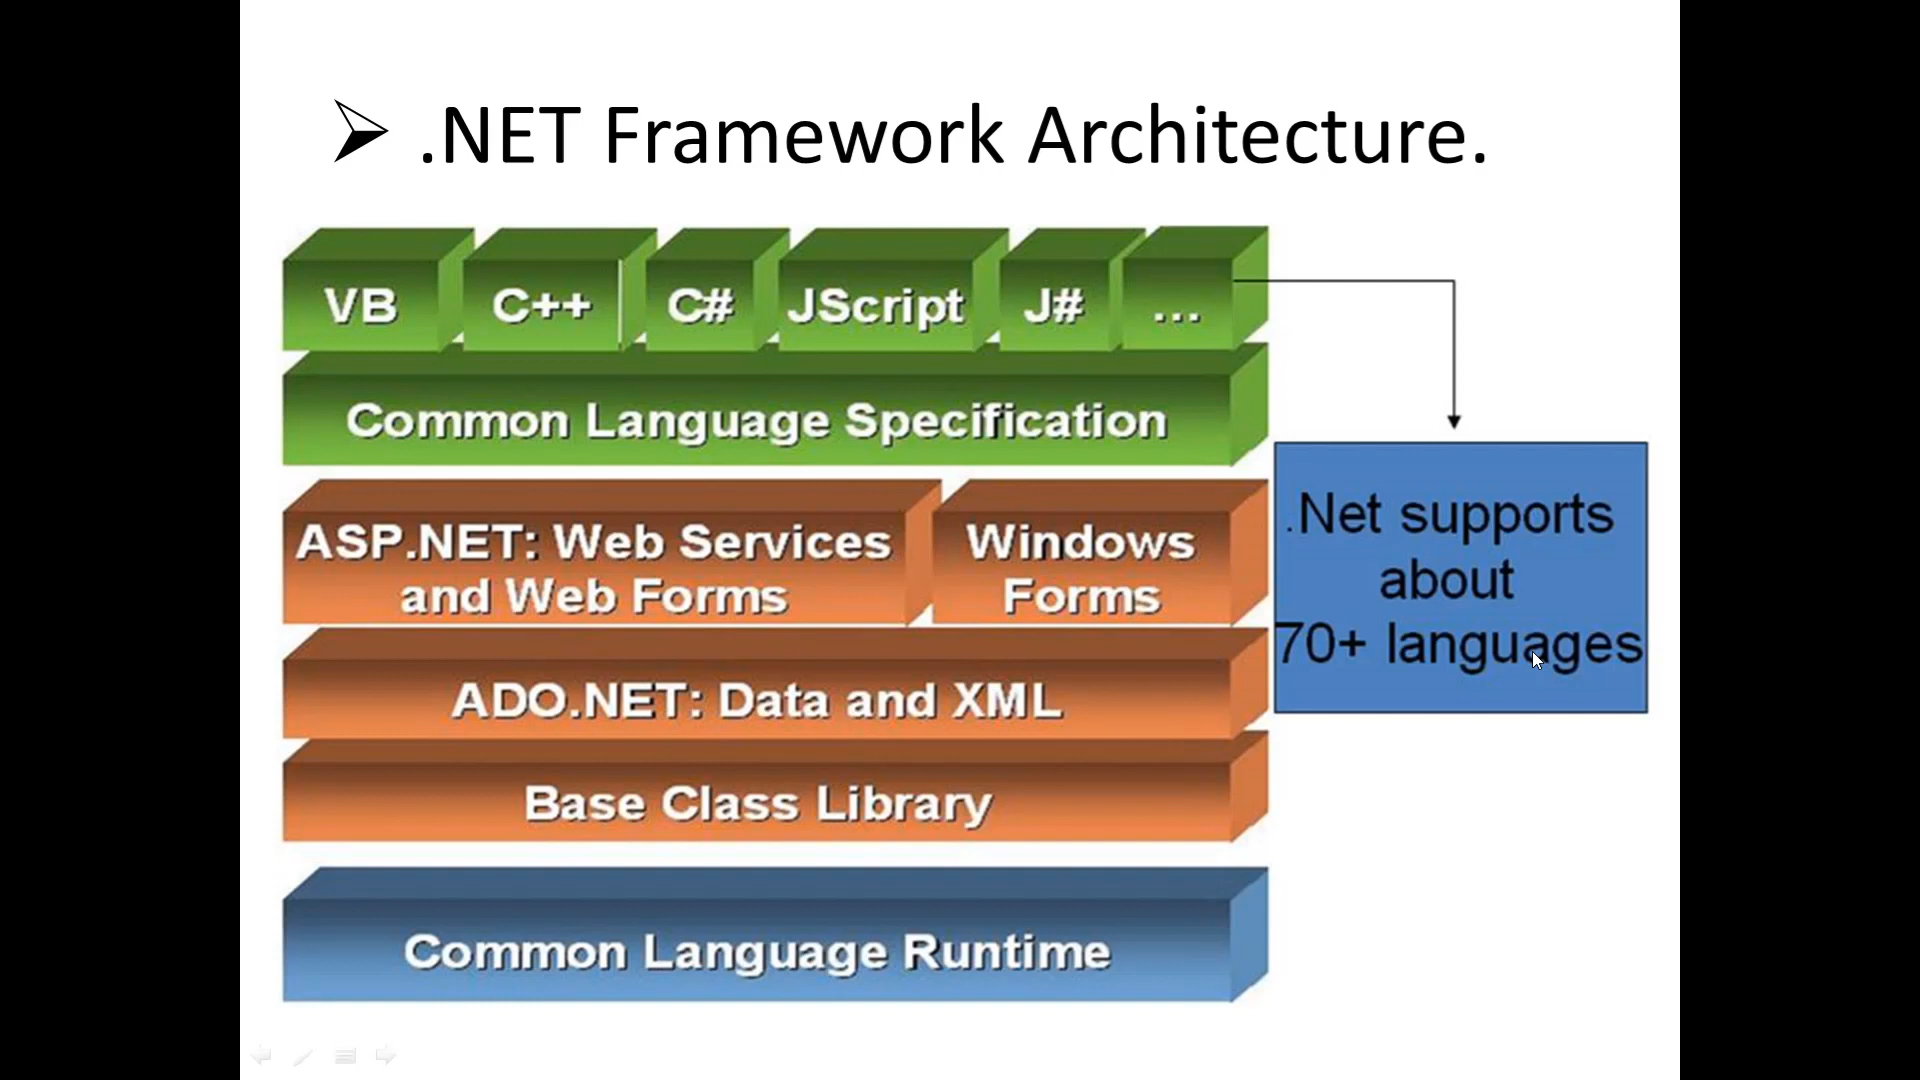 .NET Framework Architecture.
VB C++ C# JScript J# ...
Common Language Specification
ASP.NET: Web Services
and Web Forms
Windows
Forms
.Net supports
about
70+ languages
ADO.NET: Data and XML
Base Class Library
Common Language Runtime